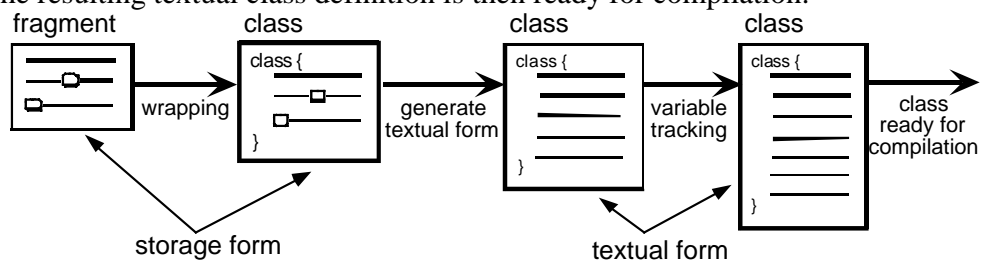 he resulting textual class definition is then ready for compilation.
fragment
class
class
class
class {
}
class {
}
class {
}
wrapping
generate
textual form
variable
tracking
class
ready for
compilation
storage form
textual form